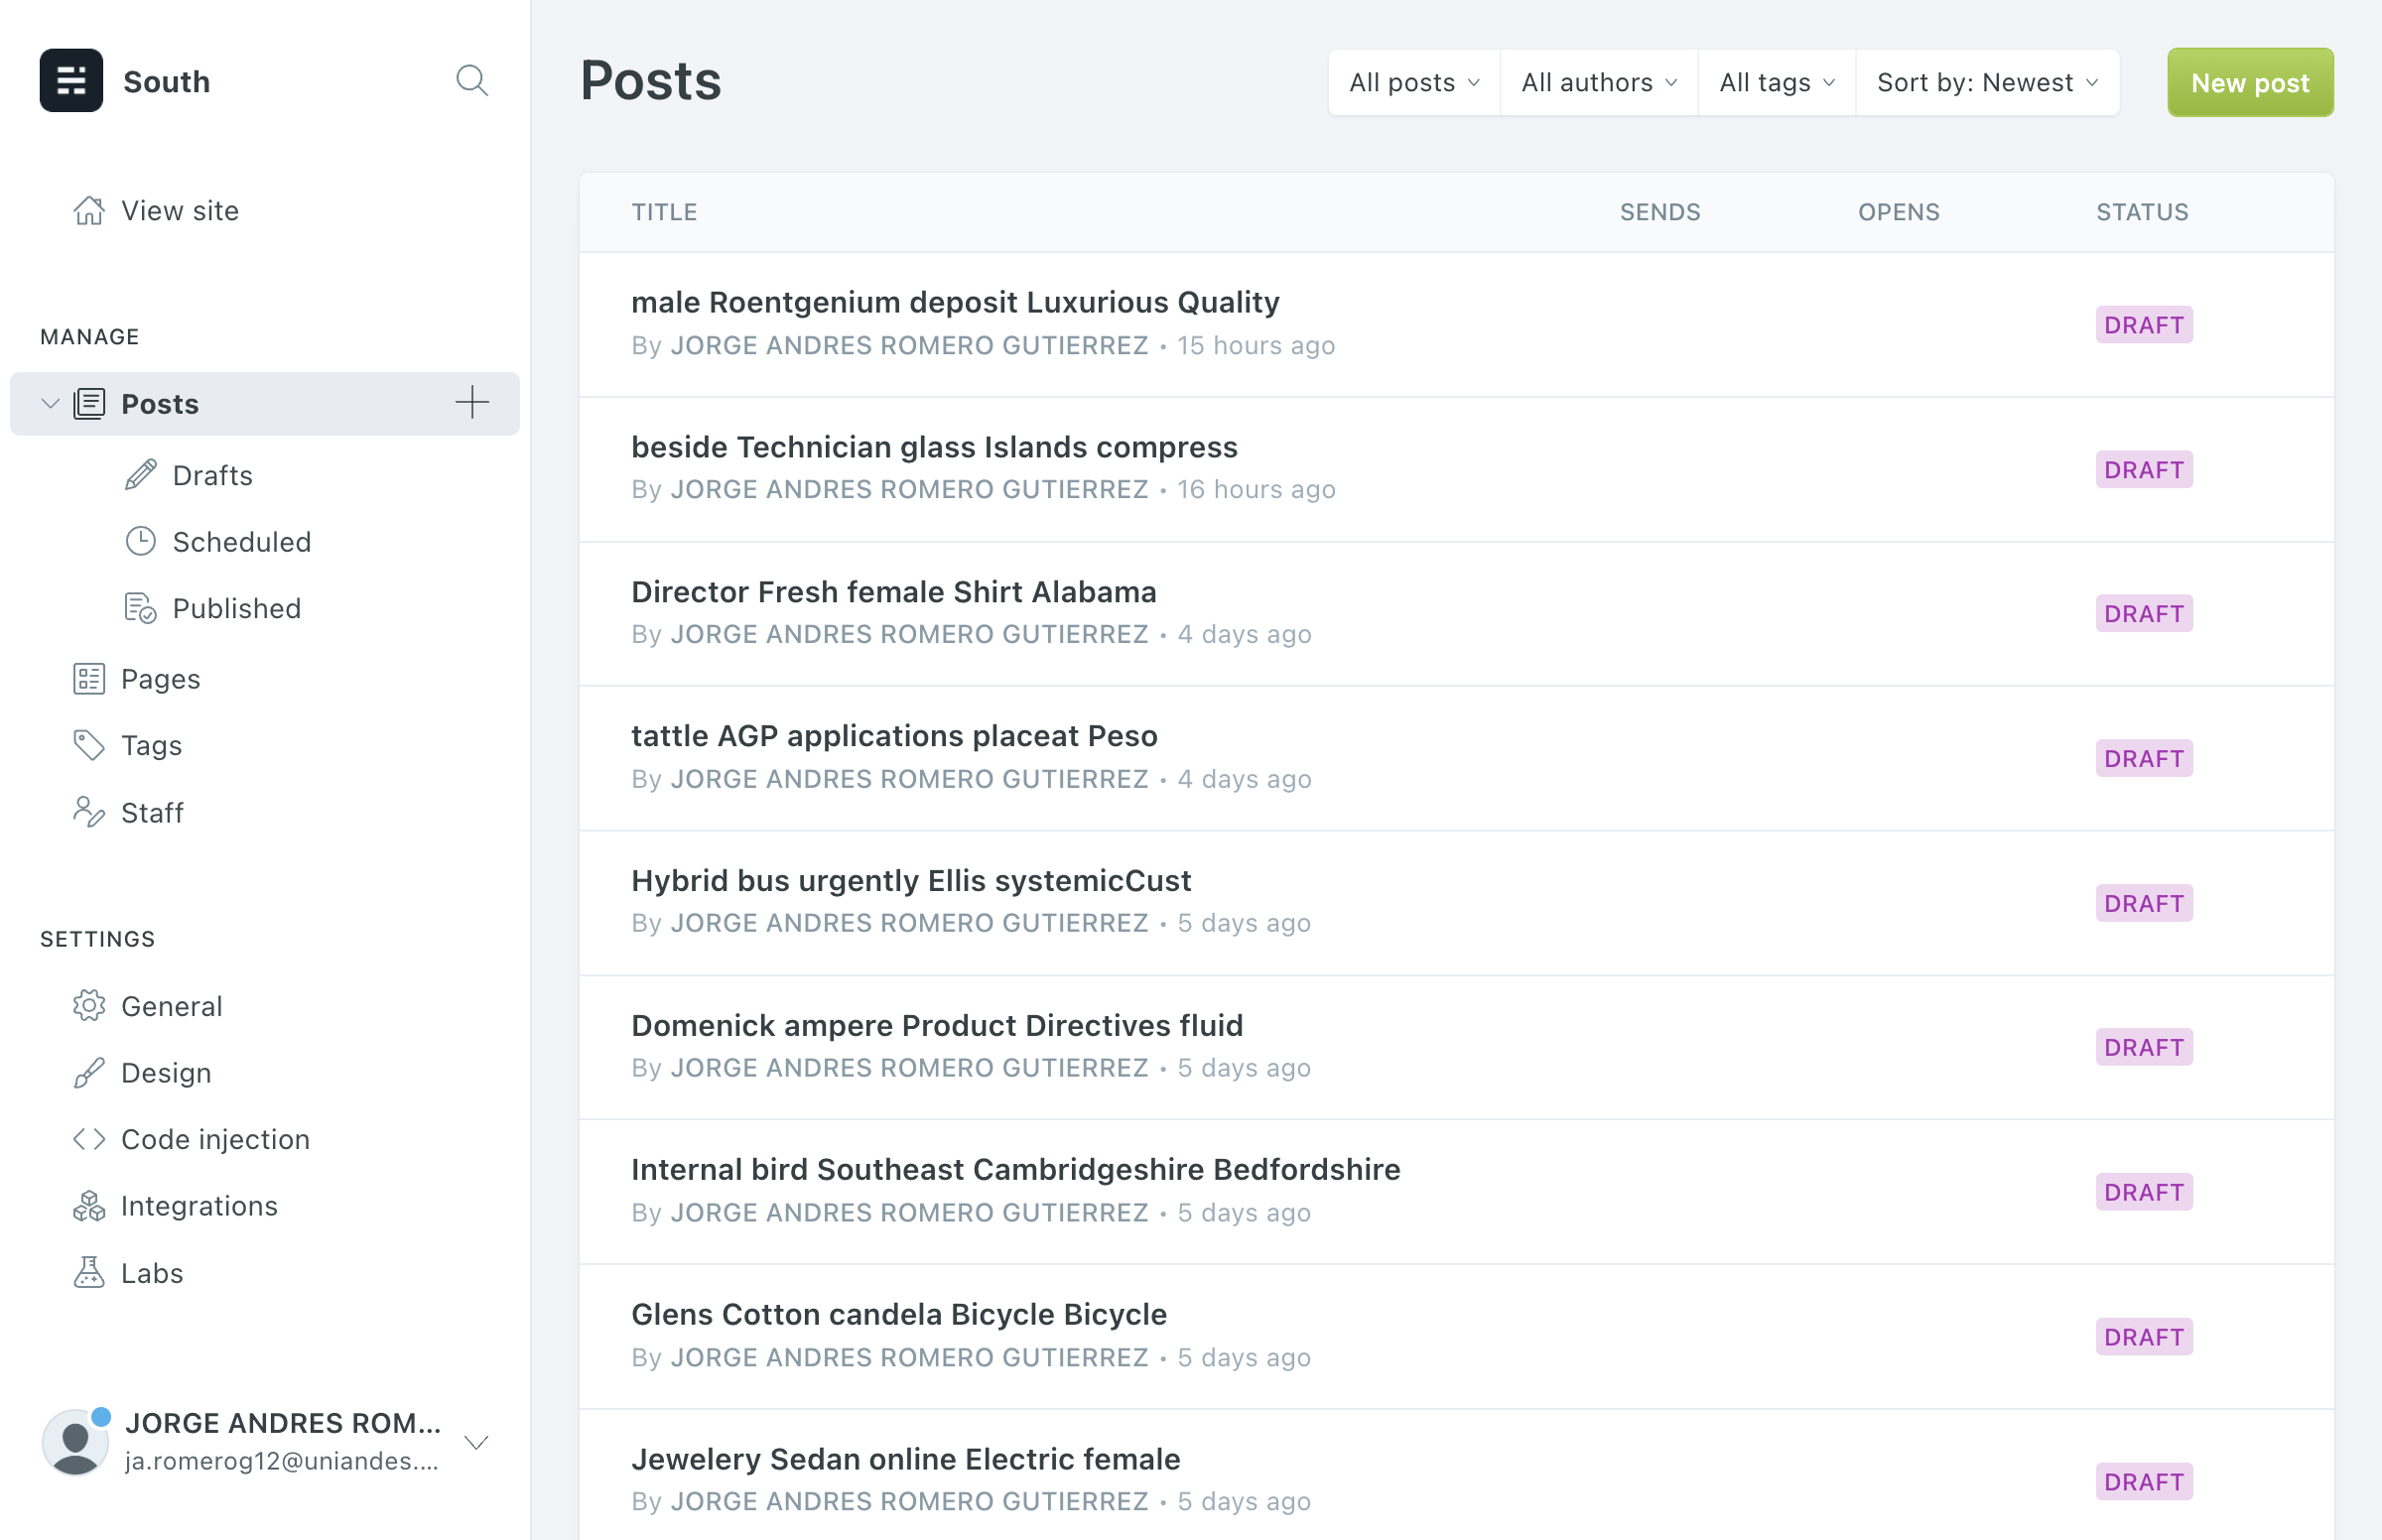 South
View site
MANAGE
Posts
Drafts
Scheduled
Published
Pages
Tags
Staff
SETTINGS
General
Design
Code injection
Integrations
Labs
JORGE ANDRES ROM...
ja.romerog12@uniandes....
Posts
All posts
All authors
All tags
Sort by: Newest
New post
TITLE SENDS OPENS STATUS
male Roentgenium deposit Luxurious Quality
By JORGE ANDRES ROMERO GUTIERREZ • 15 hours ago
DRAFT
beside Technician glass Islands compress
By JORGE ANDRES ROMERO GUTIERREZ • 16 hours ago
DRAFT
Director Fresh female Shirt Alabama
By JORGE ANDRES ROMERO GUTIERREZ • 4 days ago
DRAFT
tattle AGP applications placeat Peso
By JORGE ANDRES ROMERO GUTIERREZ • 4 days ago
DRAFT
Hybrid bus urgently Ellis systemicCust
By JORGE ANDRES ROMERO GUTIERREZ • 5 days ago
DRAFT
Domenick ampere Product Directives fluid
By JORGE ANDRES ROMERO GUTIERREZ • 5 days ago
DRAFT
Internal bird Southeast Cambridgeshire Bedfordshire
By JORGE ANDRES ROMERO GUTIERREZ • 5 days ago
DRAFT
Glens Cotton candela Bicycle Bicycle
By JORGE ANDRES ROMERO GUTIERREZ • 5 days ago
DRAFT
Jewelery Sedan online Electric female
By JORGE ANDRES ROMERO GUTIERREZ • 5 days ago
DRAFT